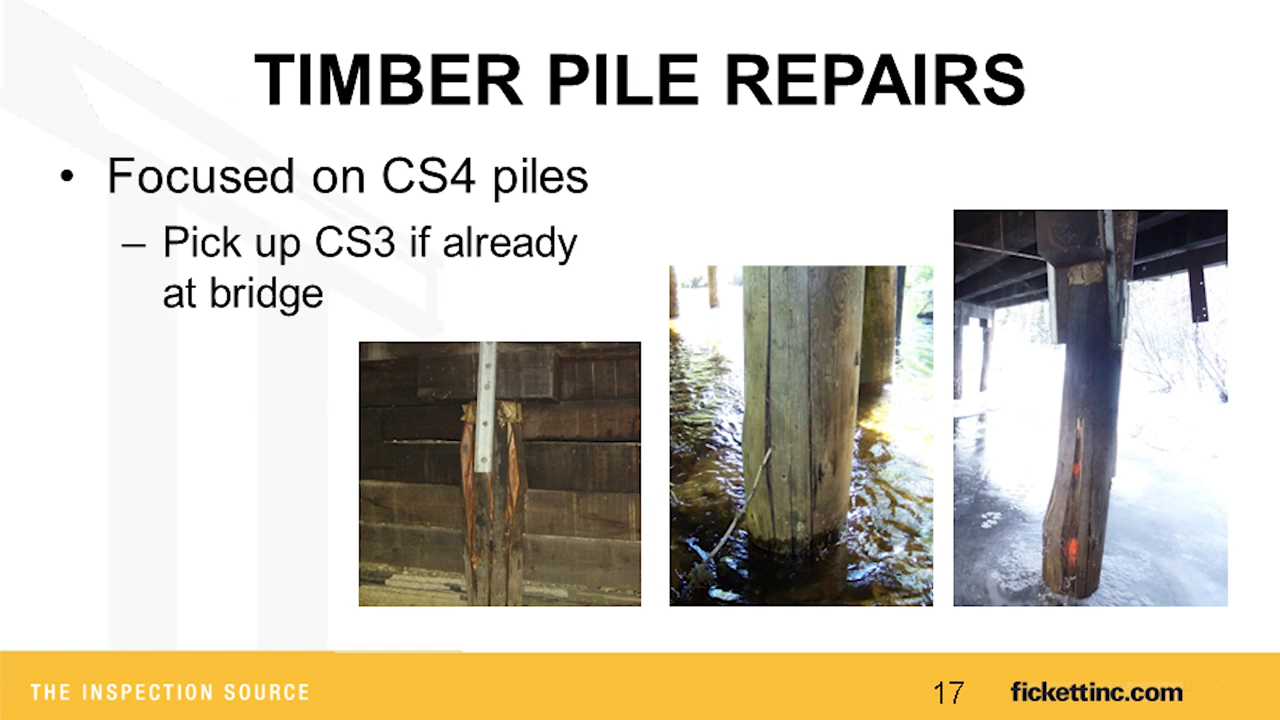 TIMBER PILE REPAIRS
• Focused on CS4 piles
– Pick up CS3 if already
at bridge
THE INSPECTION SOURCE
17
fickettinc.com